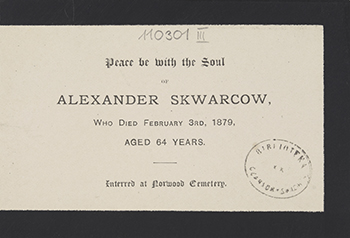 110301 III
Peace be with the Soul
OF
ALEXANDER SKWARCOW,
WHO DIED FEBRUARY 3RD, 1879,
AGED 64 YEARS.
Interred at Norwood Cemetery.
BIBLIOTEKA